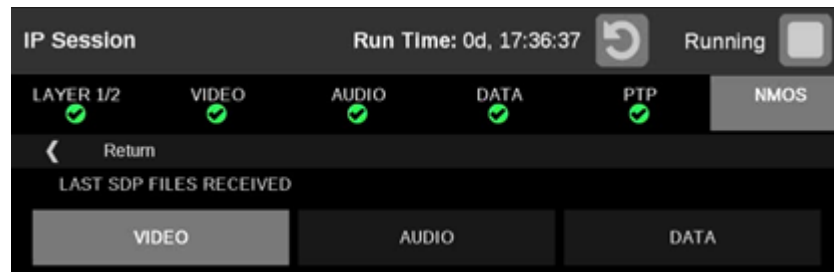 IP Session Run Time: 0d, 17:36:37 Running
LAYER 1/2 VIDEO AUDIO DATA PTP NMOS
Return
LAST SDP FILES RECEIVED
VIDEO AUDIO DATA